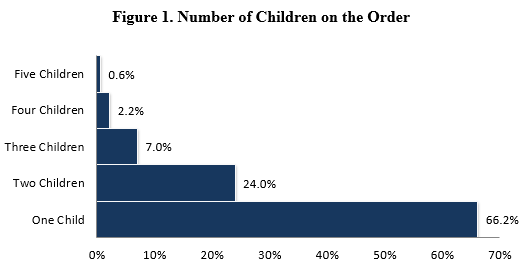 Figure 1. Number of Children on the Order
Five Children 0.6%
Four Children 2.2%
Three Children 7.0%
Two Children 24.0%
One Child 66.2%
0% 10% 20% 30% 40% 50% 60% 70%